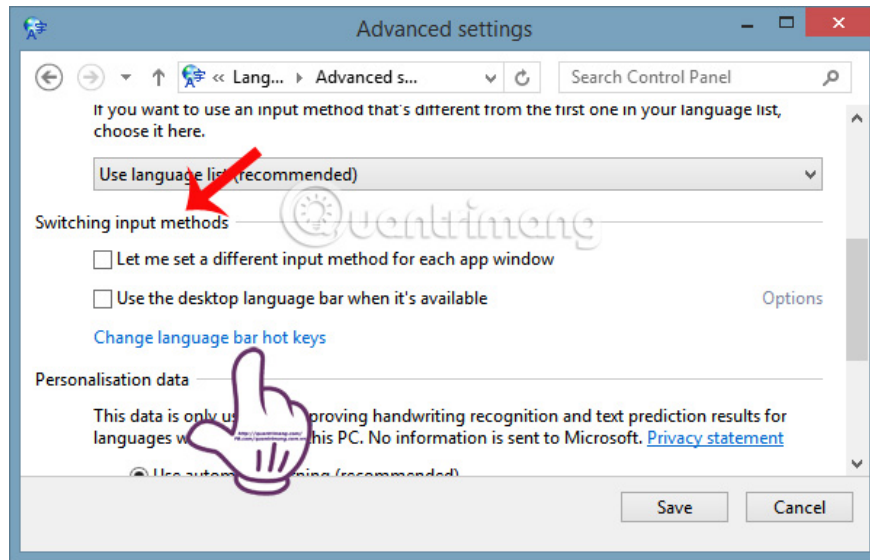 Advanced settings
« Lang... Advanced s...
Search Control Panel
If you want to use an input method that's different from the first one in your language list,
choose it here.
Use language list (recommended)
Quantrimang
Switching input methods
Let me set a different input method for each app window
Use the desktop language bar when it's available
Options
Change language bar hot keys
Personalisation data
This data is only proving handwriting recognition and text prediction results for
languages this PC. No information is sent to Microsoft. Privacy statement
Use (recommended)
Save
Cancel